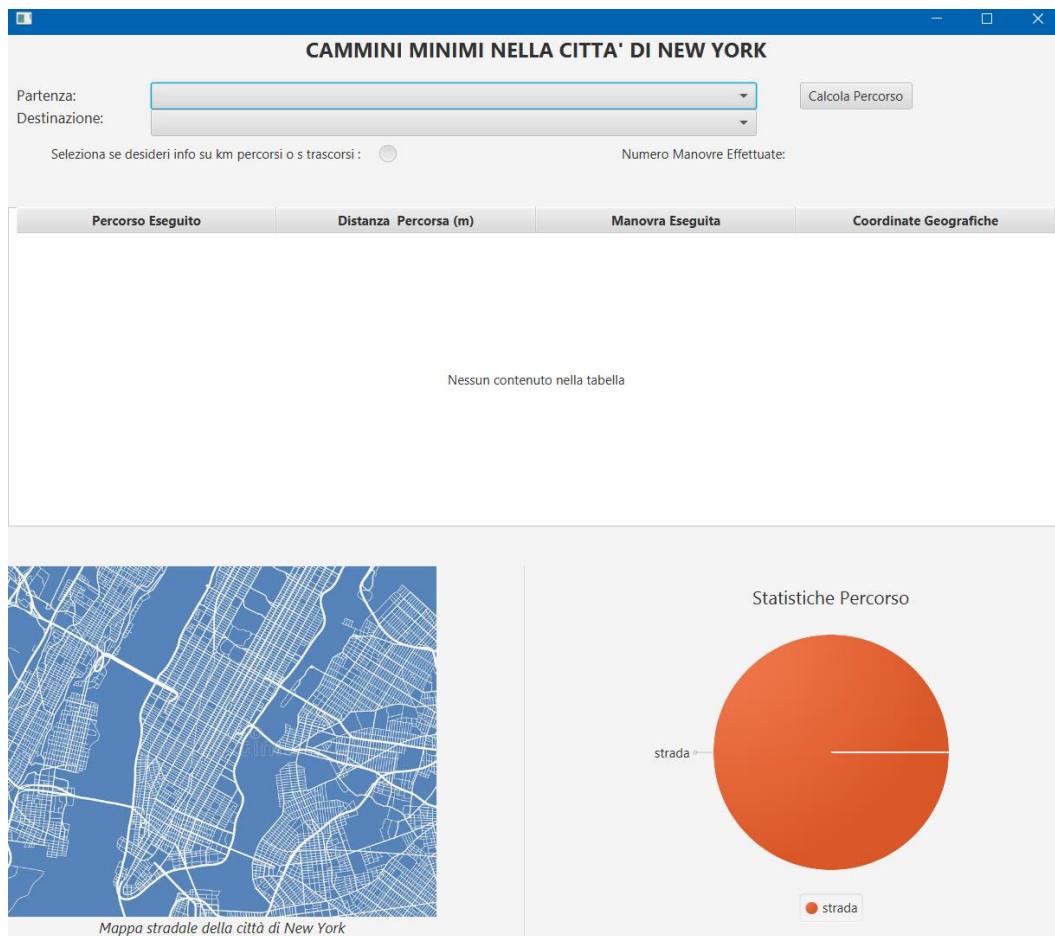 CAMMINI MINIMI NELLA CITTA' DI NEW YORK
Partenza:
Calcola Percorso
Destinazione:
Seleziona se desideri info su km percorsi o s trascorsi :
Numero Manovre Effettuate:
Percorso Eseguito
Distanza Percorsa (m)
Manovra Eseguita
Coordinate Geografiche
Nessun contenuto nella tabella
Mappa stradale della città di New York
Statistiche Percorso
strada
strada